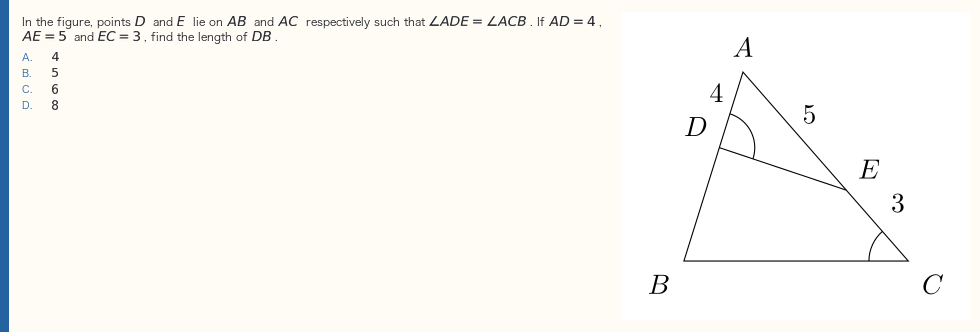 In the figure, points D and E lie on AB and AC respectively such that ∠ADE = ∠ACB . If AD = 4 ,
AE = 5 and EC = 3 , find the length of DB .
A. 4
B. 5
C. 6
D. 8
A
4
5
D
E
3
B
C